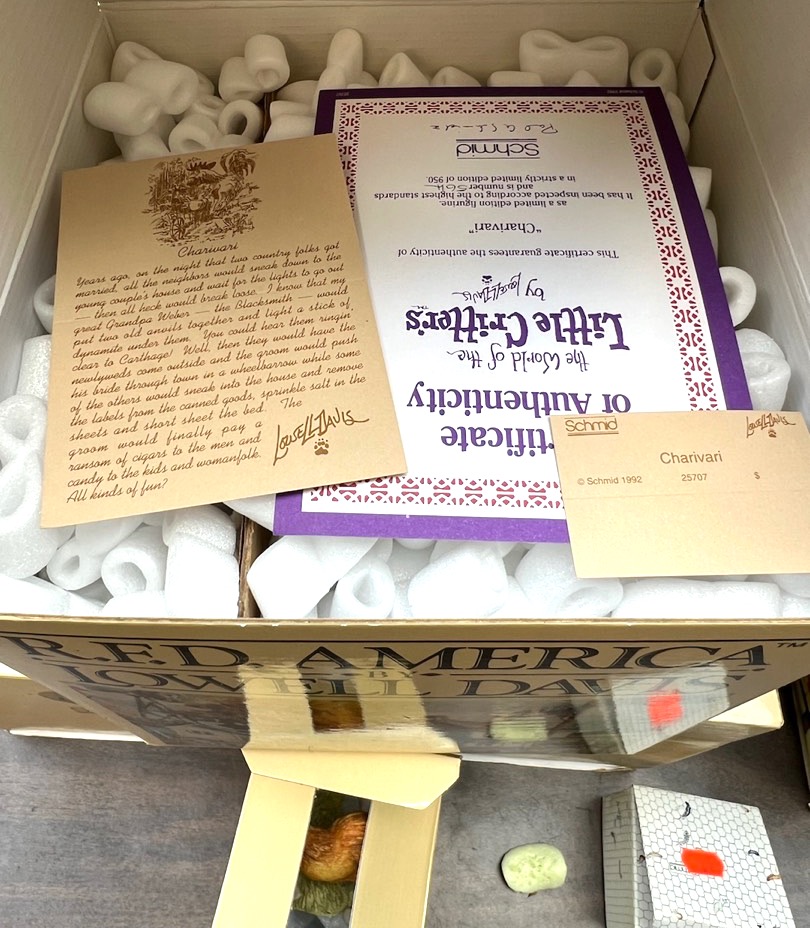 Charivari
Years ago, on the night that two country folks got
married, all the neighbors would sneak down to the
young couple's house and wait for the lights to go out
— then all heck would break loose. I know that my
great Grandpa Weber — the Blacksmith — would
put two old anvils together and light a stick of
dynamite under them. You could hear them ringin'
clear to Carthage! Well, then they would have the
newlyweds come outside and the groom would push
his bride through town in a wheelbarrow while some
of the others would sneak into the house and remove
the labels from the canned goods, sprinkle salt in the
sheets and short sheet the bed. The
groom would finally pay a
ransom of cigars to the men and
candy to the kids and womanfolk.
All kinds of fun?
Lowell Davis
rtificate
of Authenticity
the World of the
Little Critters™
by Lowell Davis
This certificate guarantees the authenticity of
"Charivari"
as a limited edition figurine.
It has been inspected according to the highest standards
and is number 564
in a strictly limited edition of 950.
Schmid
Schmid
Lowell Davis
Charivari
© Schmid 1992 25707 $
R.F.D. AMERICA™
BY
LOWELL DAVIS